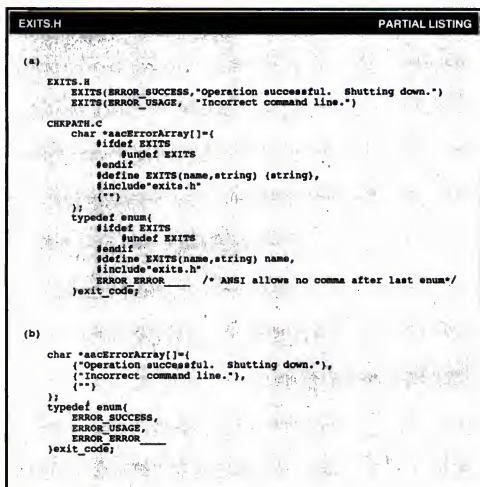 EXITS.H PARTIAL LISTING
(a)
EXITS.H
EXITS(ERROR_SUCCESS,"Operation successful.  Shutting down.")
EXITS(ERROR_USAGE,  "Incorrect command line.")
CHKPATH.C
char *aacErrorArray[]={
#ifdef EXITS
#undef EXITS
#endif
#define EXITS(name,string) {string},
#include"exits.h"
{""}
};
typedef enum{
#ifdef EXITS
#undef EXITS
#endif
#define EXITS(name,string) name,
#include"exits.h"
ERROR_ERROR____ /* ANSI allows no comma after last enum*/
}exit_code;
(b)
char *aacErrorArray[]={
{"Operation successful.  Shutting down."},
{"Incorrect command line."},
{""}
};
typedef enum{
ERROR_SUCCESS,
ERROR_USAGE,
ERROR_ERROR____
}exit_code;